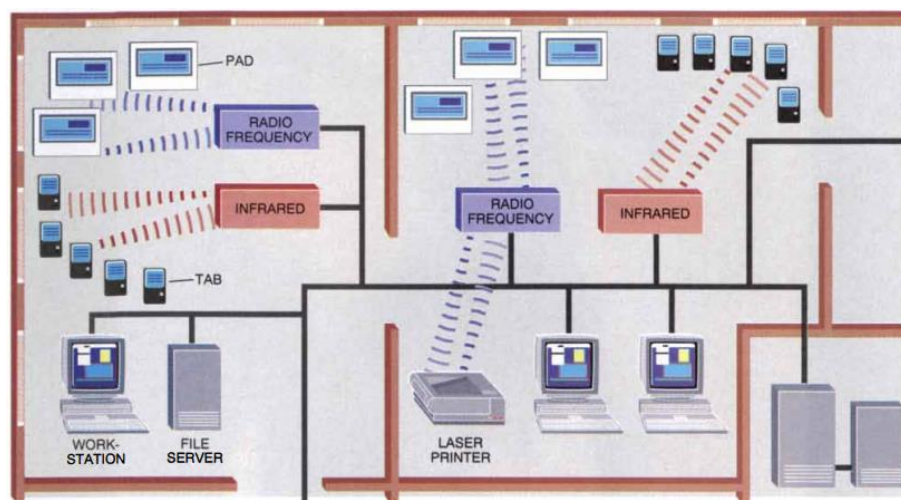 PAD
RADIO
FREQUENCY
INFRARED
TAB
RADIO
FREQUENCY
INFRARED
WORK-
STATION
FILE
SERVER
LASER
PRINTER